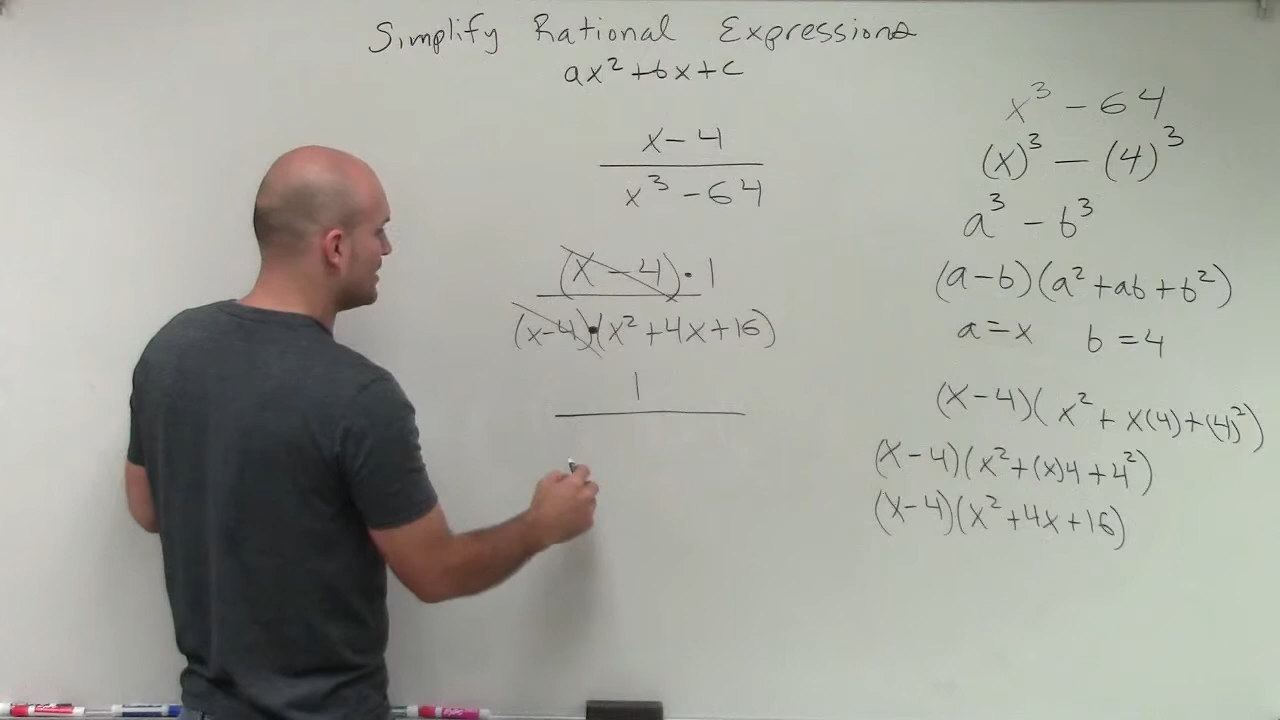 Simplify Rational Expressions
ax² + bx + c
x - 4
x³ - 64
(x - 4) · 1
(x - 4) · (x² + 4x + 16)
1
x³ - 64
(x)³ - (4)³
a³ - b³
(a - b)(a² + ab + b²)
a = x b = 4
(x - 4)(x² + x(4) + (4)²)
(x - 4)(x² + (x)4 + 4²)
(x - 4)(x² + 4x + 16)